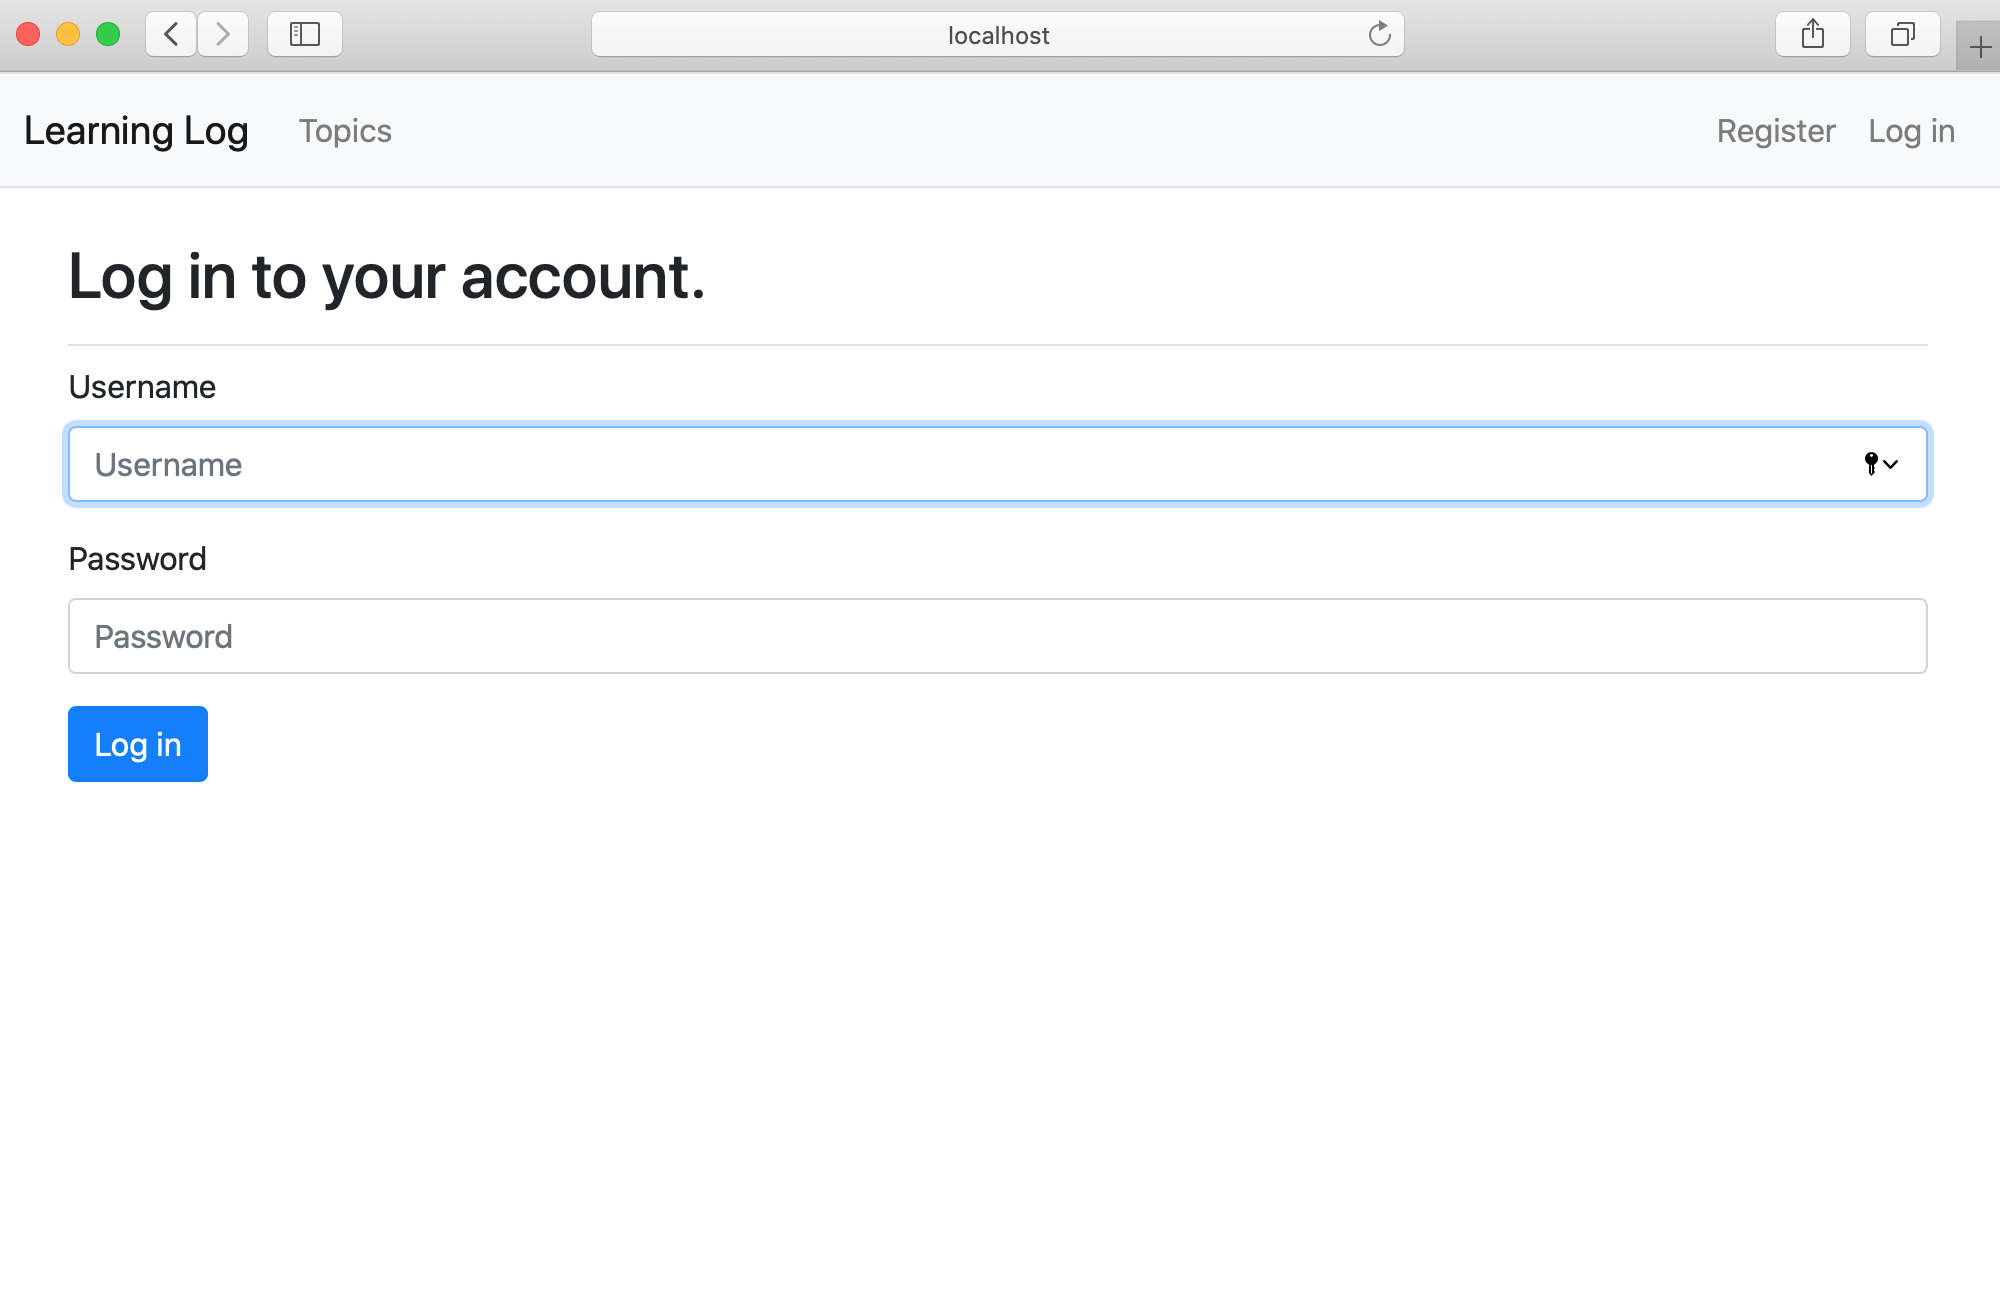 localhost
Learning Log Topics Register Log in
Log in to your account.
Username
Username
Password
Password
Log in